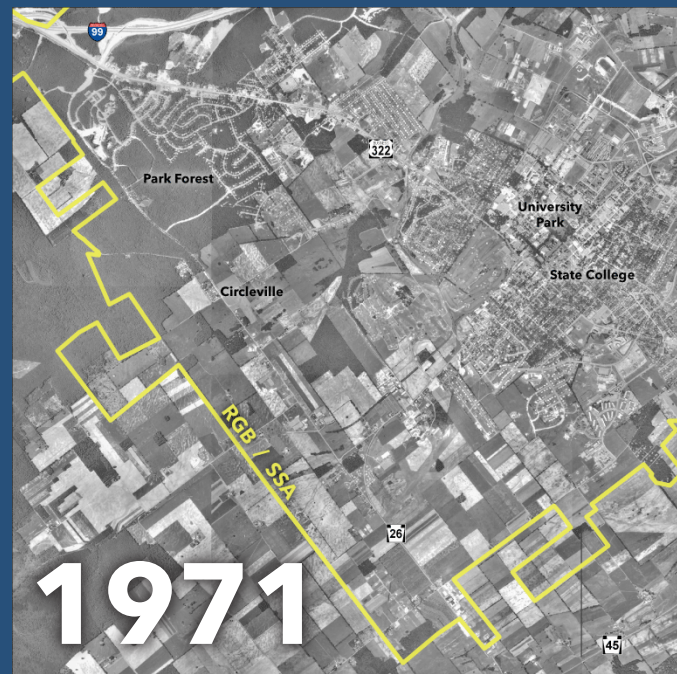 99
322
Park Forest
University
Park
State College
Circleville
RGB / SSA
26
1971
45